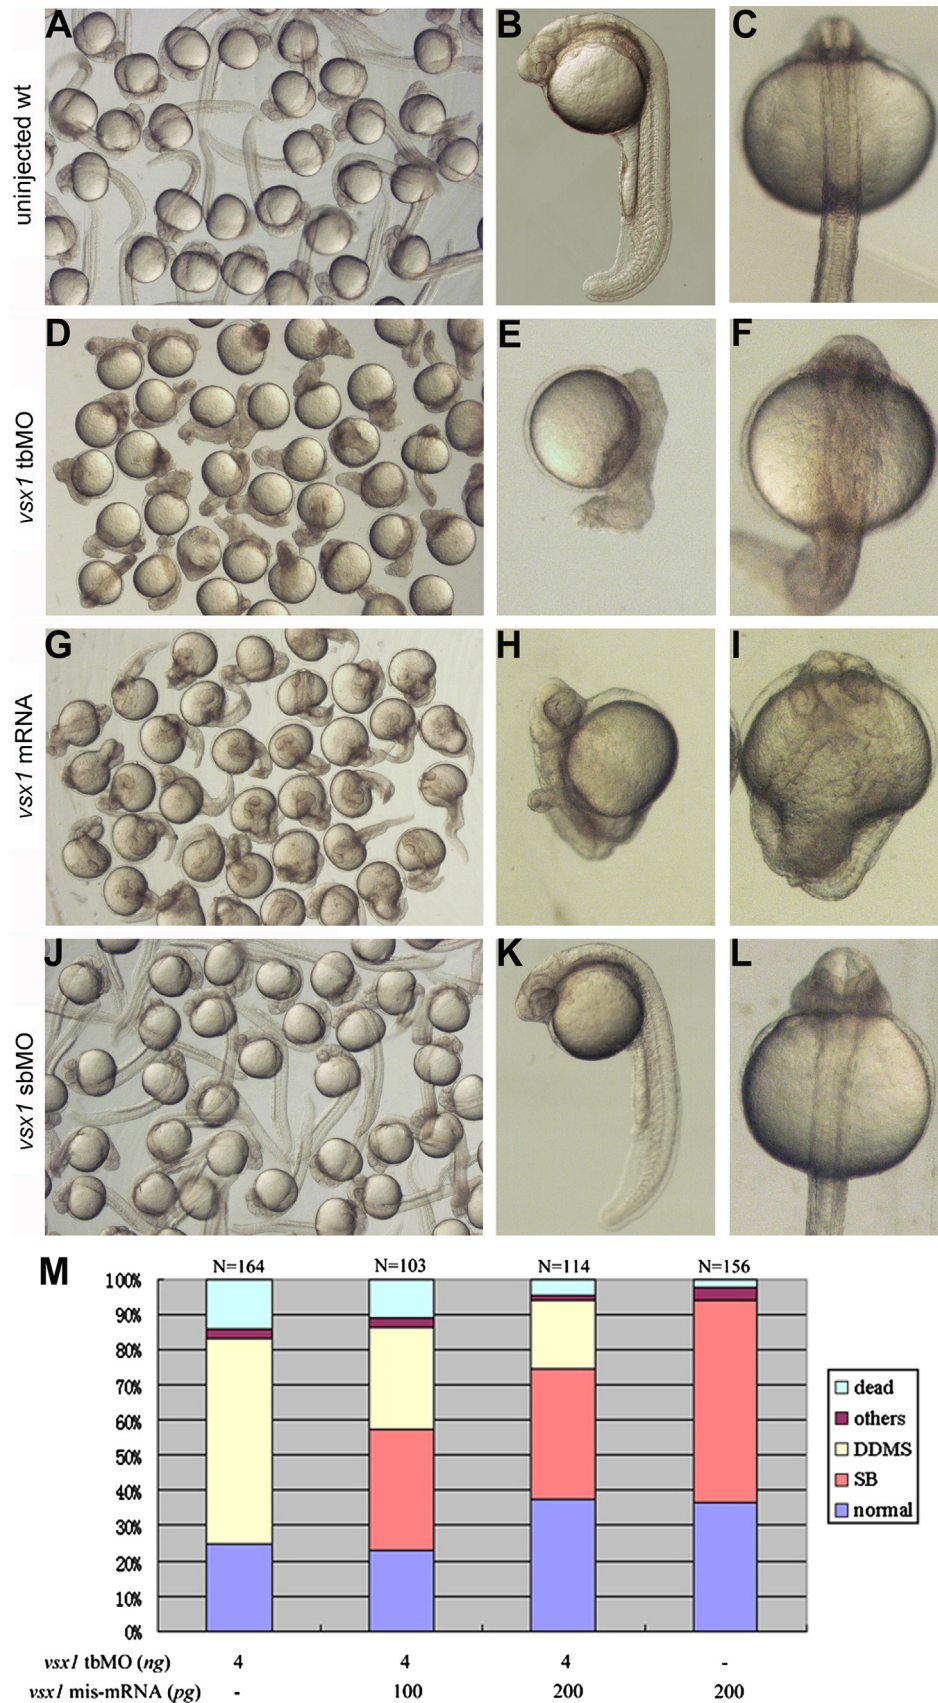 A
B
C
uninjected wt
D
E
F
vsx1 tbMO
G
H
I
vsx1 mRNA
J
K
L
vsx1 sbMO
M
N=164 N=103 N=114 N=156
100%
90%
80%
70%
60%
50%
40%
30%
20%
10%
0%
dead
others
DDMS
SB
normal
vsx1 tbMO (ng) 4 4 4 -
vsx1 mis-mRNA (pg) - 100 200 200